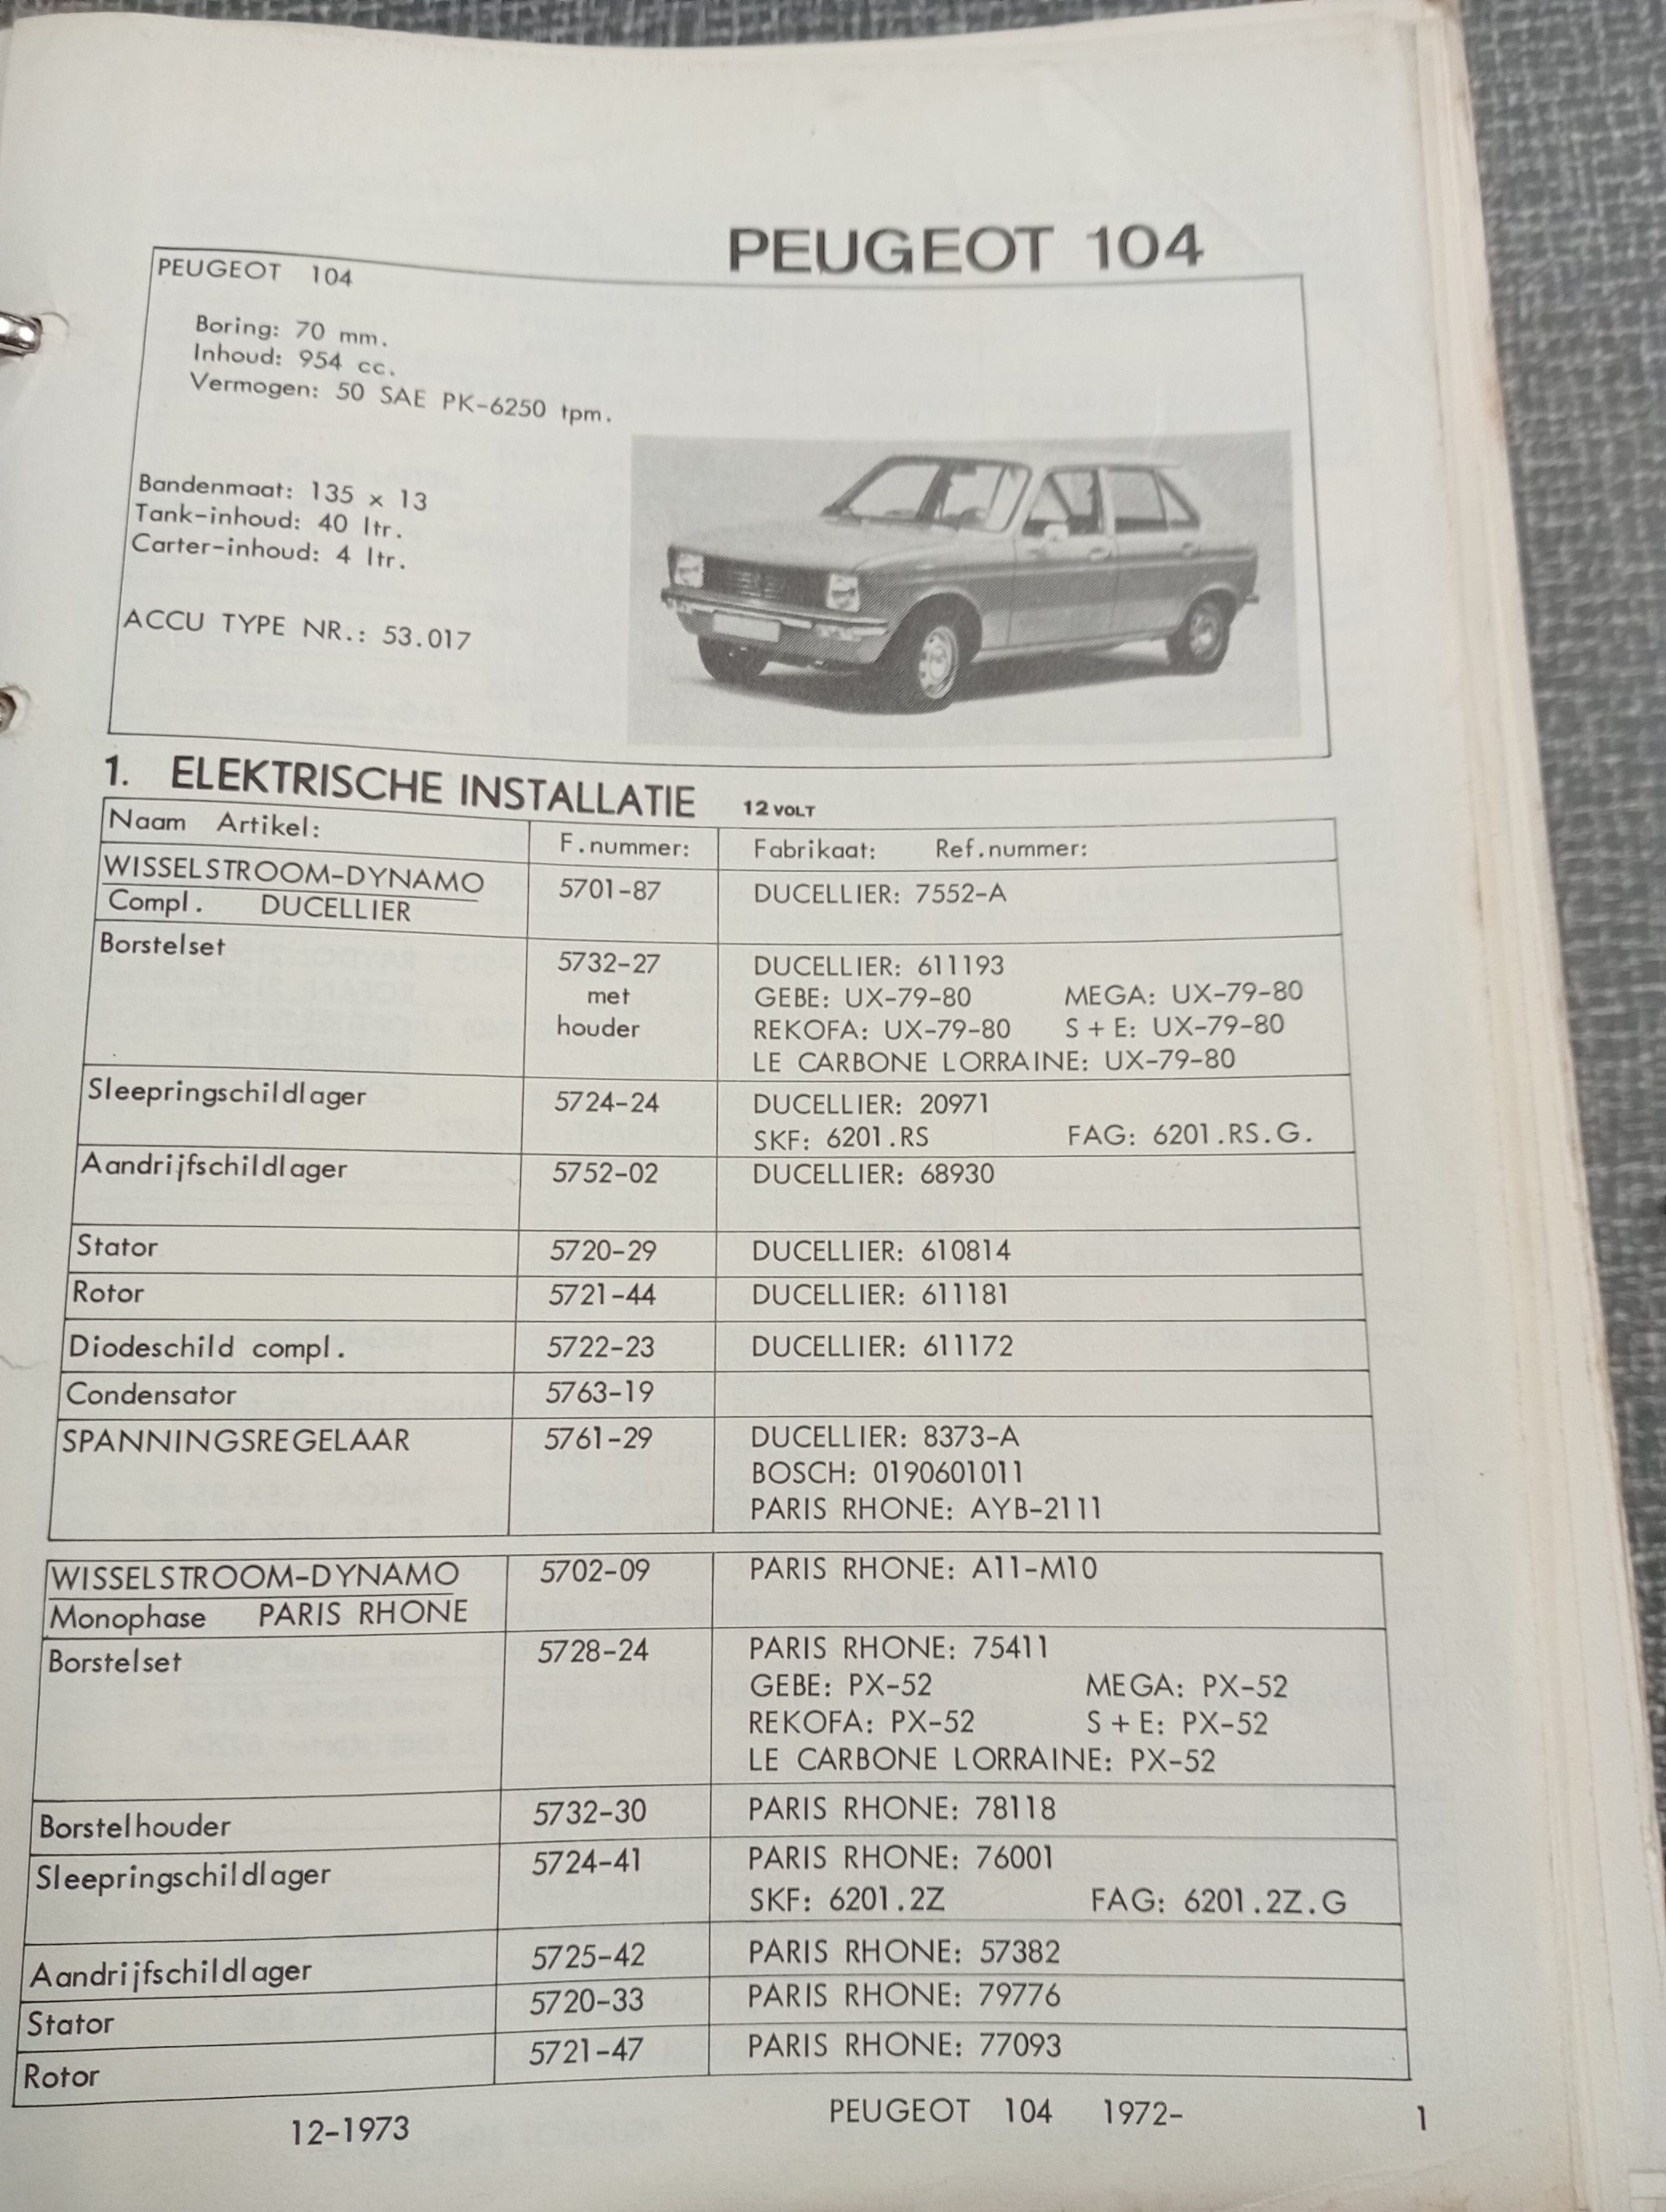 PEUGEOT 104
PEUGEOT 104
Boring: 70 mm.
Inhoud: 954 cc.
Vermogen: 50 SAE PK-6250 tpm.
Bandenmaat: 135 x 13
Tank-inhoud: 40 ltr.
Carter-inhoud: 4 ltr.
ACCU TYPE NR.: 53.017
1. ELEKTRISCHE INSTALLATIE 12 VOLT
Naam Artikel: F.nummer: Fabrikaat: Ref.nummer:
WISSELSTROOM-DYNAMO 5701-87 DUCELLIER: 7552-A
Compl. DUCELLIER
Borstelset 5732-27 DUCELLIER: 611193
met GEBE: UX-79-80 MEGA: UX-79-80
houder REKOFA: UX-79-80 S + E: UX-79-80
LE CARBONE LORRAINE: UX-79-80
Sleepringschildlager 5724-24 DUCELLIER: 20971
SKF: 6201.RS FAG: 6201.RS.G.
Aandrijfschildlager 5752-02 DUCELLIER: 68930
Stator 5720-29 DUCELLIER: 610814
Rotor 5721-44 DUCELLIER: 611181
Diodeschild compl. 5722-23 DUCELLIER: 611172
Condensator 5763-19
SPANNINGSREGELAAR 5761-29 DUCELLIER: 8373-A
BOSCH: 0190601011
PARIS RHONE: AYB-2111
WISSELSTROOM-DYNAMO 5702-09 PARIS RHONE: A11-M10
Monophase PARIS RHONE
Borstelset 5728-24 PARIS RHONE: 75411
GEBE: PX-52 MEGA: PX-52
REKOFA: PX-52 S + E: PX-52
LE CARBONE LORRAINE: PX-52
Borstelhouder 5732-30 PARIS RHONE: 78118
Sleepringschildlager 5724-41 PARIS RHONE: 76001
SKF: 6201.2Z FAG: 6201.2Z.G
Aandrijfschildlager 5725-42 PARIS RHONE: 57382
Stator 5720-33 PARIS RHONE: 79776
Rotor 5721-47 PARIS RHONE: 77093
12-1973 PEUGEOT 104 1972- 1